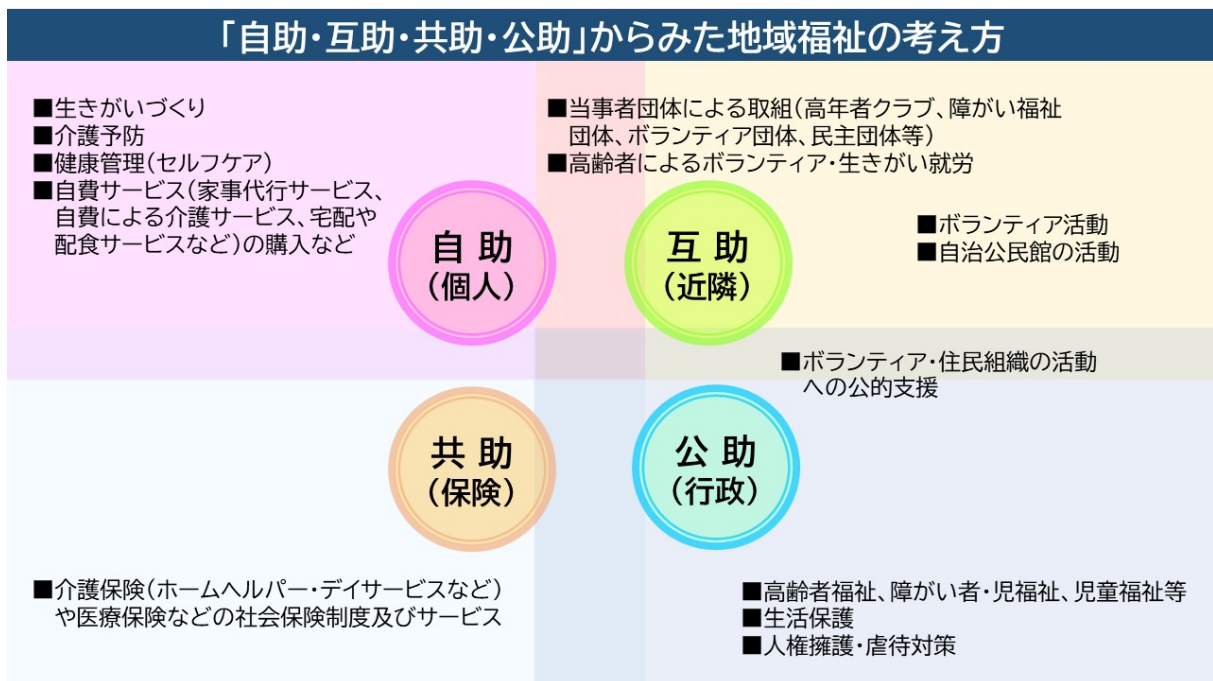 「自助・互助・共助・公助」からみた地域福祉の考え方
■生きがいづくり
■介護予防
■健康管理(セルフケア)
■自費サービス(家事代行サービス、
自費による介護サービス、宅配や
配食サービスなど)の購入など
■当事者団体による取組(高年者クラブ、障がい福祉
団体、ボランティア団体、民主団体等)
■高齢者によるボランティア・生きがい就労
■ボランティア活動
■自治公民館の活動
自 助
(個人)
互 助
(近隣)
■ボランティア・住民組織の活動
への公的支援
共 助
(保険)
公 助
(行政)
■介護保険(ホームヘルパー・デイサービスなど)
や医療保険などの社会保険制度及びサービス
■高齢者福祉、障がい者・児福祉、児童福祉等
■生活保護
■人権擁護・虐待対策